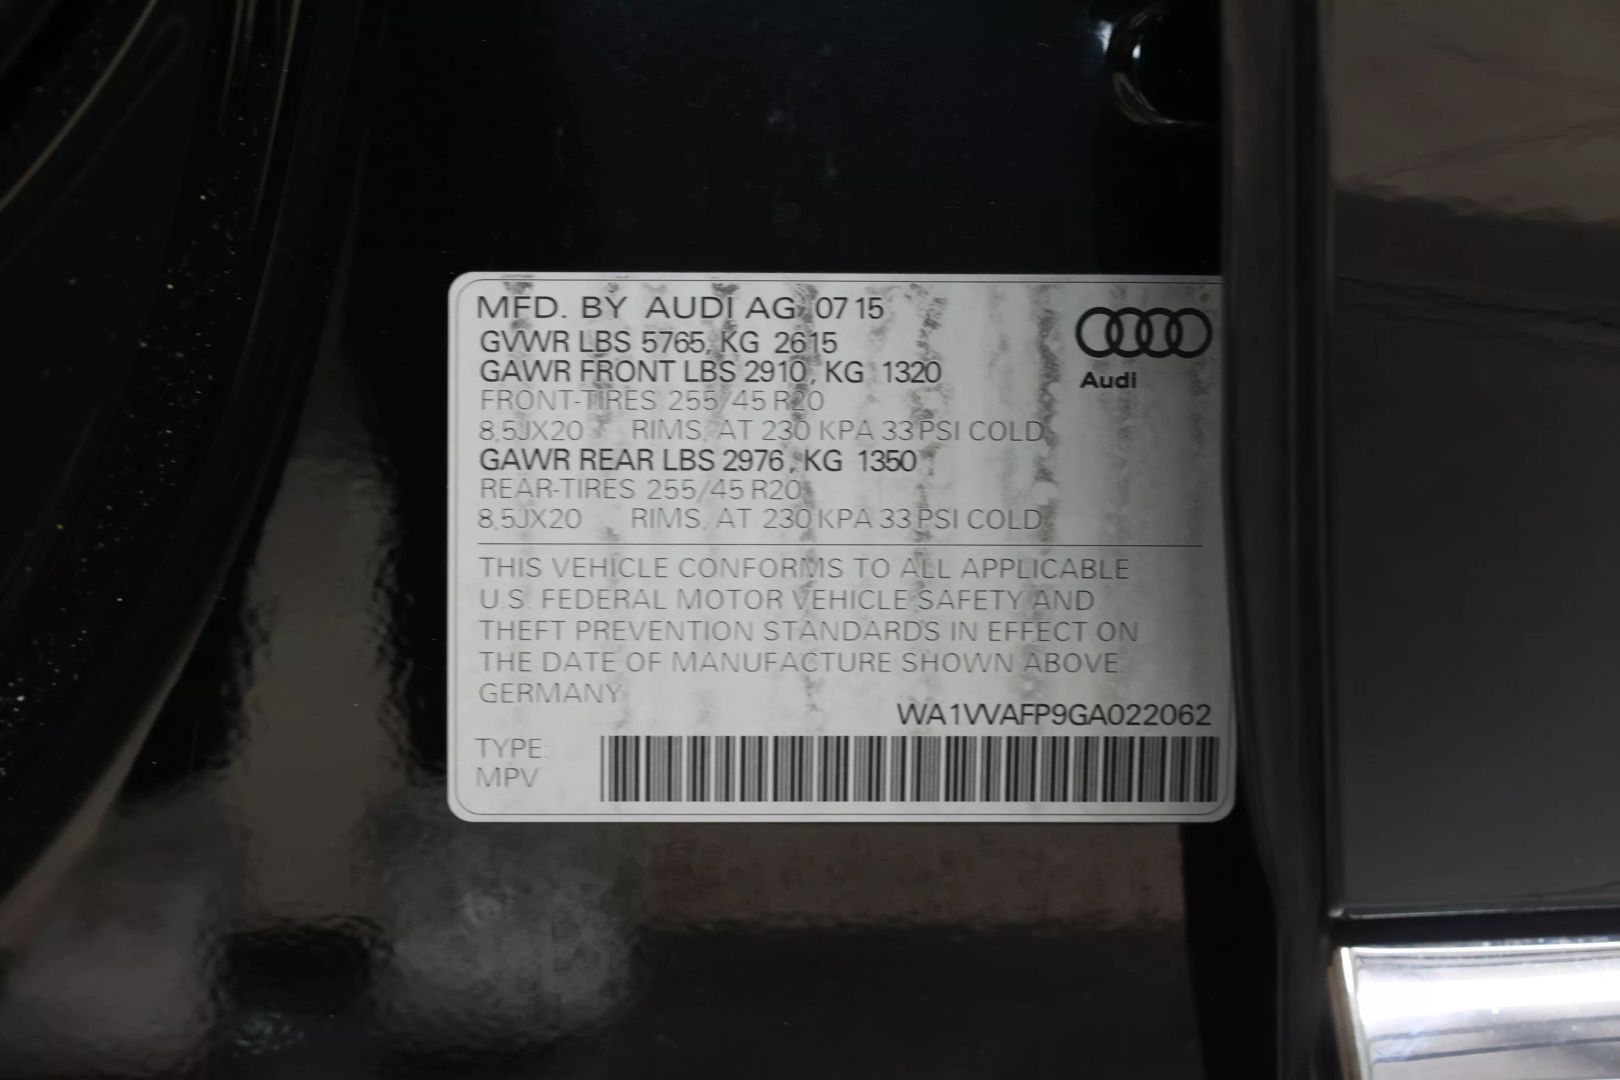 MFD. BY AUDI AG 07 15
GVWR LBS 5765, KG 2615
GAWR FRONT LBS 2910, KG 1320
FRONT-TIRES 255/45 R20
8,5JX20 RIMS, AT 230 KPA 33 PSI COLD
GAWR REAR LBS 2976, KG 1350
REAR-TIRES 255/45 R20
8,5JX20 RIMS, AT 230 KPA 33 PSI COLD
Audi
THIS VEHICLE CONFORMS TO ALL APPLICABLE
U.S. FEDERAL MOTOR VEHICLE SAFETY AND
THEFT PREVENTION STANDARDS IN EFFECT ON
THE DATE OF MANUFACTURE SHOWN ABOVE.
GERMANY
WA1VVAFP9GA022062
TYPE:
MPV